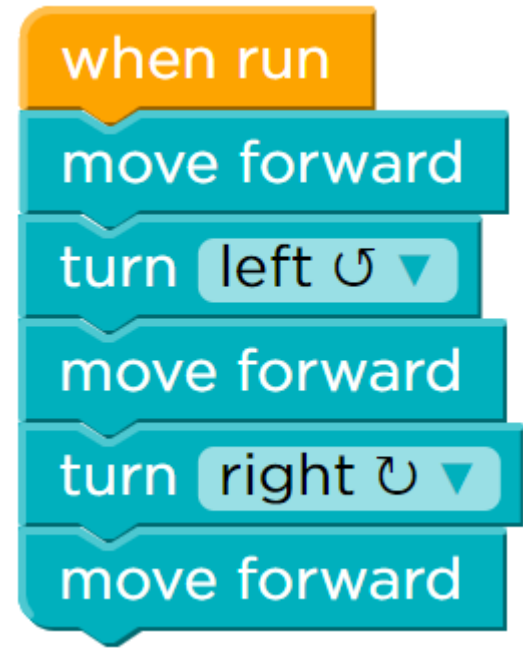 when run
move forward
turn left ↺ ▼
move forward
turn right ↻ ▼
move forward